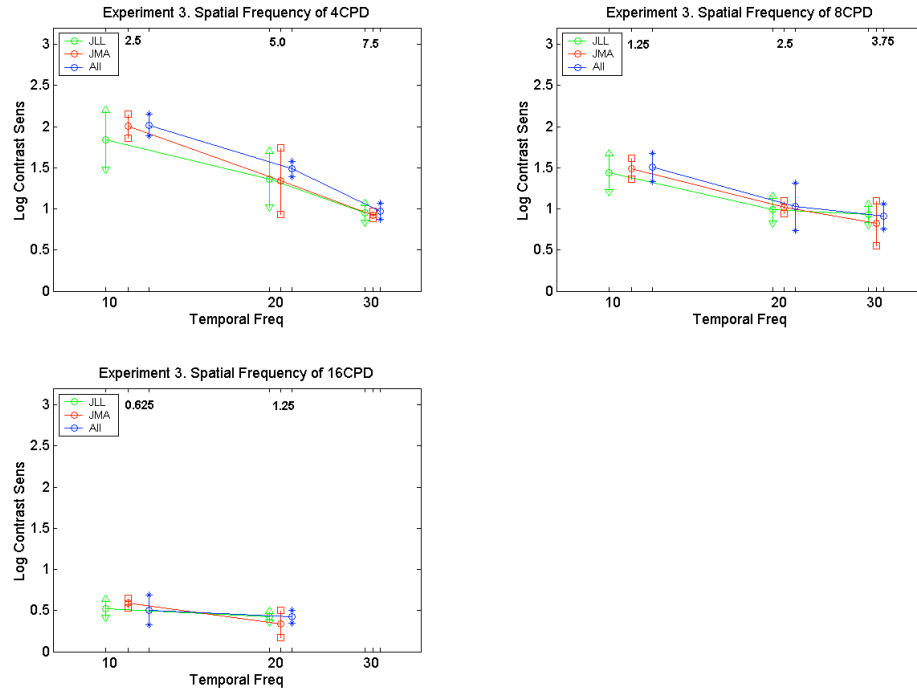 Experiment 3. Spatial Frequency of 4CPD
JLL
JMA
All
2.5 5.0 7.5
3
2.5
2
1.5
1
0.5
0
Log Contrast Sens
10 20 30
Temporal Freq
Experiment 3. Spatial Frequency of 8CPD
JLL
JMA
All
1.25 2.5 3.75
3
2.5
2
1.5
1
0.5
0
Log Contrast Sens
10 20 30
Temporal Freq
Experiment 3. Spatial Frequency of 16CPD
JLL
JMA
All
0.625 1.25
3
2.5
2
1.5
1
0.5
0
Log Contrast Sens
10 20 30
Temporal Freq